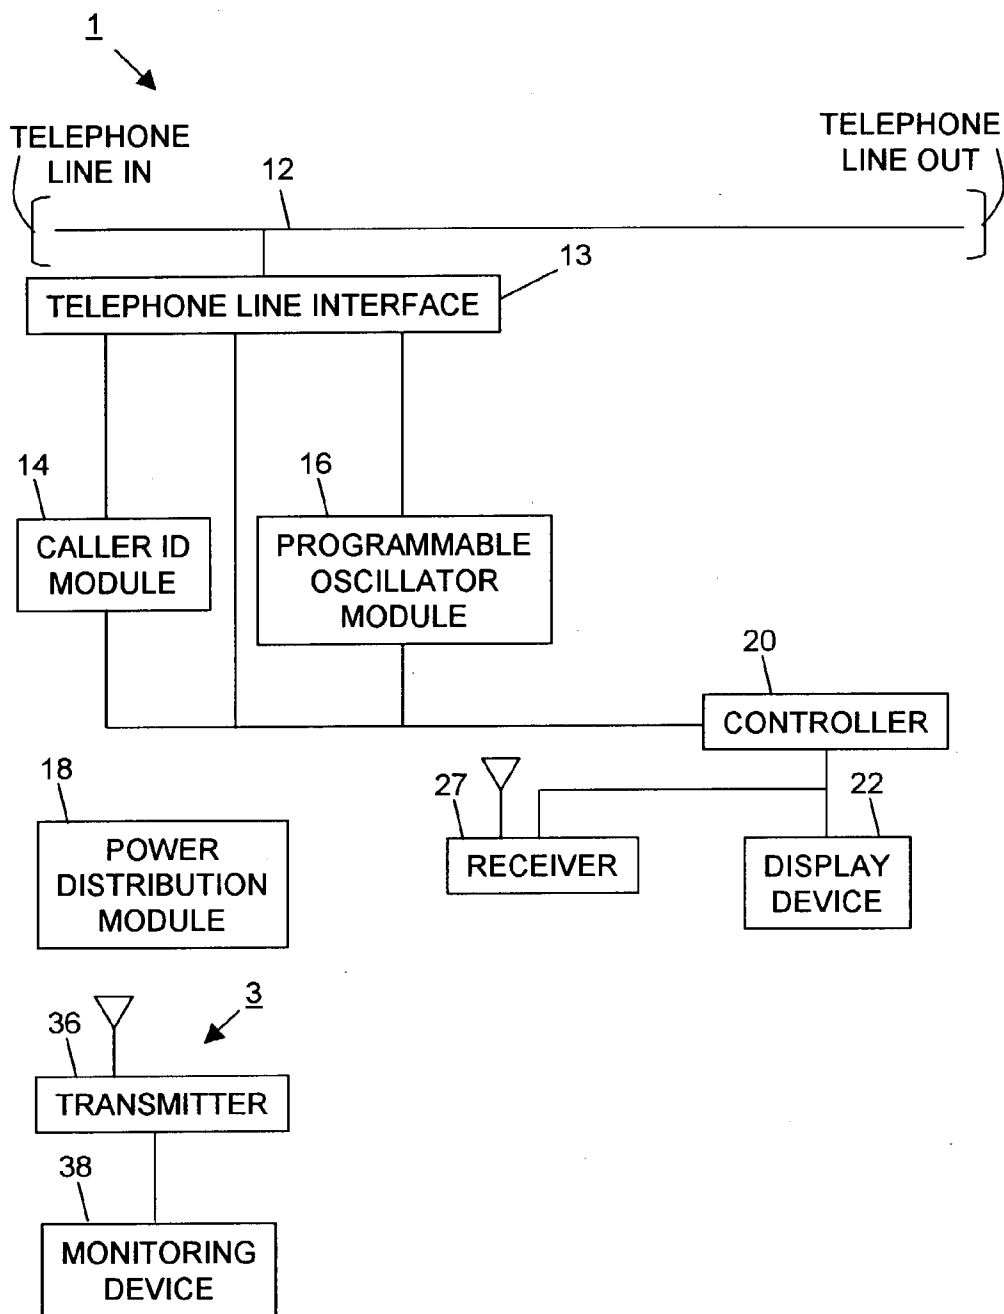 1
TELEPHONE
LINE IN
TELEPHONE
LINE OUT
12
13
TELEPHONE LINE INTERFACE
14
16
CALLER ID
MODULE
PROGRAMMABLE
OSCILLATOR
MODULE
20
CONTROLLER
18
27
22
POWER
DISTRIBUTION
MODULE
RECEIVER
DISPLAY
DEVICE
3
36
TRANSMITTER
38
MONITORING
DEVICE